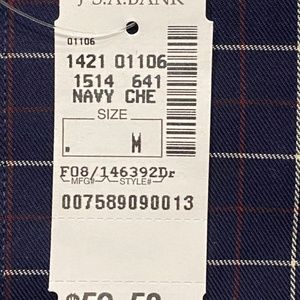 01106
1421 01106
1514 641
NAVY CHE
SIZE
. M
F08/146392Dr
MFG# STYLE#
007589090013